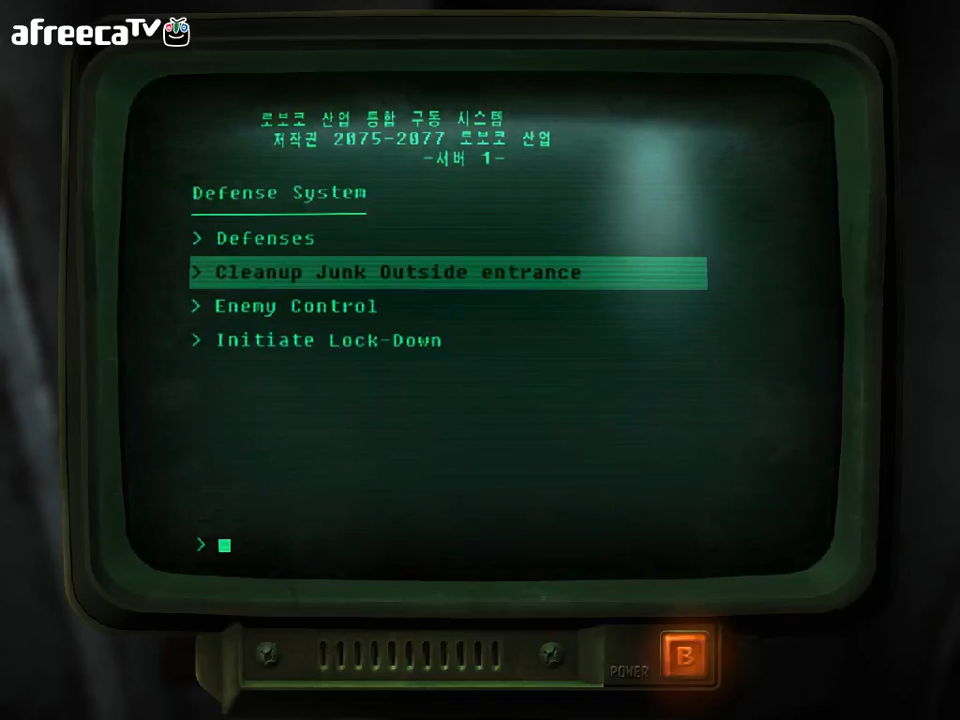 afreecaTV
로보코 산업 통합 구동 시스템
저작권 2075-2077 로보코 산업
-서버 1-
Defense System
> Defenses
> Cleanup Junk Outside entrance
> Enemy Control
> Initiate Lock-Down
>
POWER
B